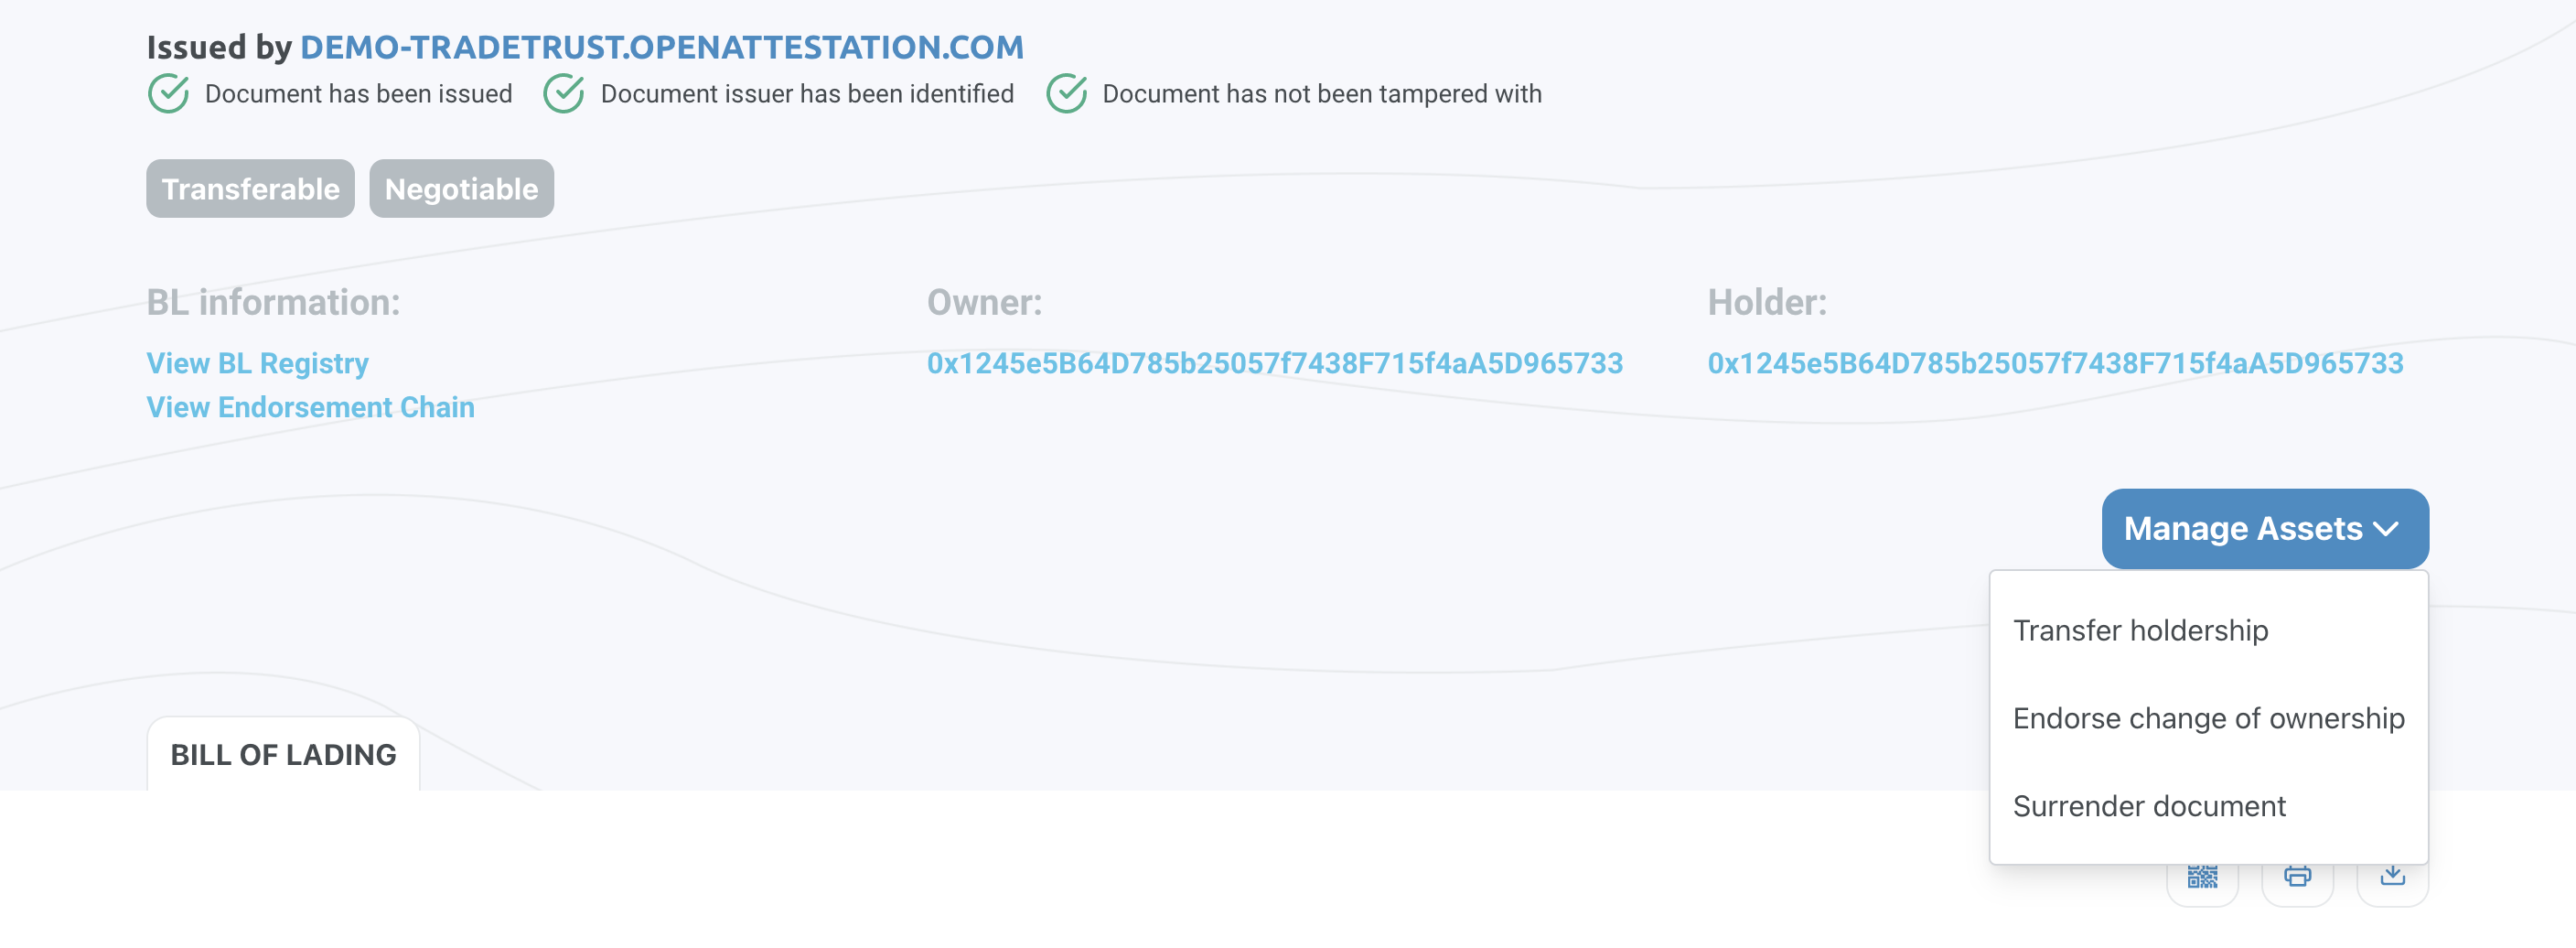 Issued by DEMO-TRADETRUST.OPENATTESTATION.COM
Document has been issued
Document issuer has been identified
Document has not been tampered with
Transferable
Negotiable
BL information:
View BL Registry
View Endorsement Chain
Owner:
0x1245e5B64D785b25057f7438F715f4aA5D965733
Holder:
0x1245e5B64D785b25057f7438F715f4aA5D965733
Manage Assets
Transfer holdership
Endorse change of ownership
Surrender document
BILL OF LADING